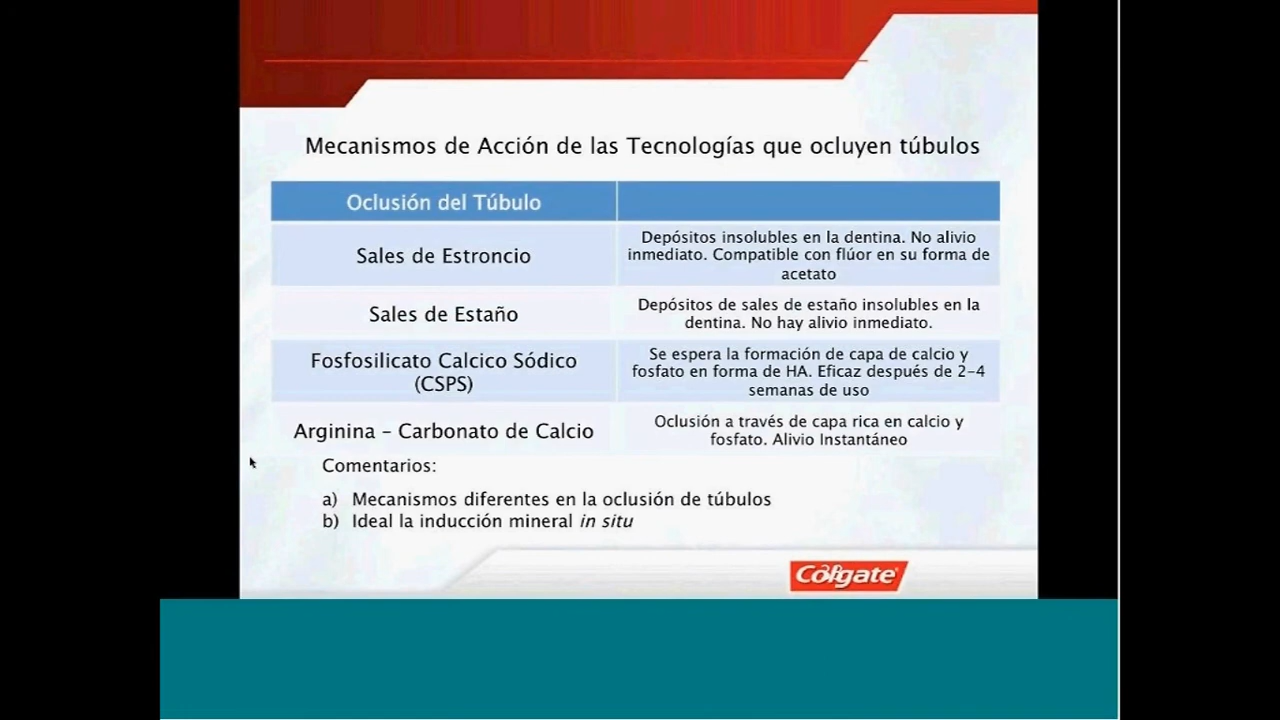 Mecanismos de Acción de las Tecnologías que ocluyen túbulos
Oclusión del Túbulo
Sales de Estroncio
Depósitos insolubles en la dentina. No alivio
inmediato. Compatible con flúor en su forma de
acetato
Sales de Estaño
Depósitos de sales de estaño insolubles en la
dentina. No hay alivio inmediato.
Fosfosilicato Calcico Sódico
(CSPS)
Se espera la formación de capa de calcio y
fosfato en forma de HA. Eficaz después de 2-4
semanas de uso
Arginina – Carbonato de Calcio
Oclusión a través de capa rica en calcio y
fosfato. Alivio Instantáneo
Comentarios:
a) Mecanismos diferentes en la oclusión de túbulos
b) Ideal la inducción mineral in situ
Colgate